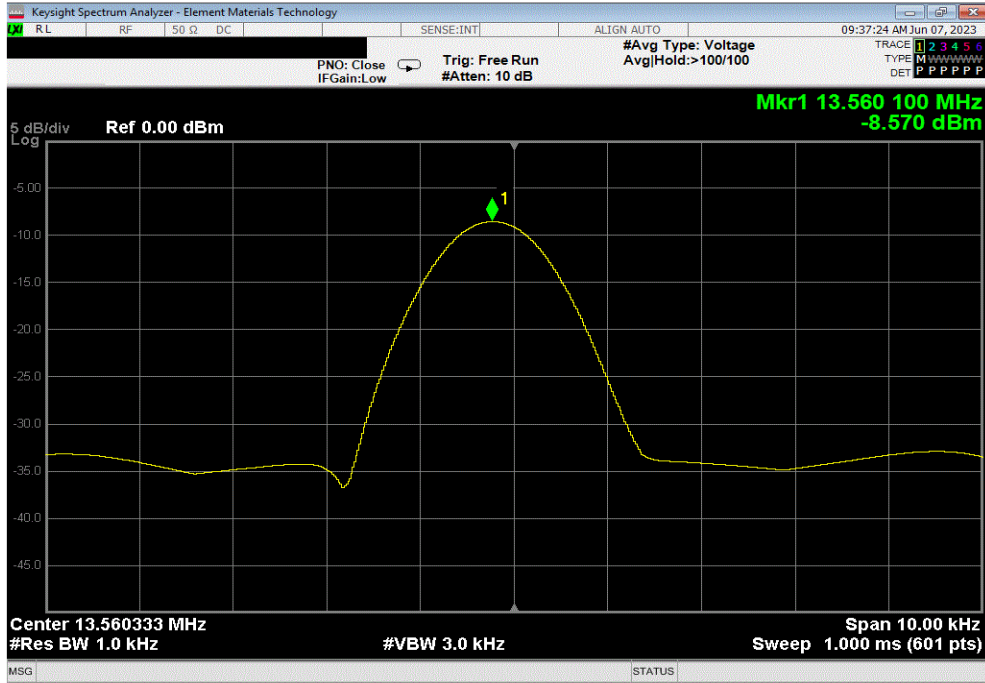 Keysight Spectrum Analyzer - Element Materials Technology
LXI RL RF 50 Ω DC SENSE:INT ALIGN AUTO 09:37:24 AM Jun 07, 2023
PNO: Close
IFGain:Low
Trig: Free Run
#Atten: 10 dB
#Avg Type: Voltage
Avg|Hold:>100/100
TRACE 1 2 3 4 5 6
TYPE M W W W W W
DET P P P P P P
Mkr1 13.560 100 MHz
-8.570 dBm
5 dB/div Ref 0.00 dBm
Log
1
-5.00
-10.0
-15.0
-20.0
-25.0
-30.0
-35.0
-40.0
-45.0
Center 13.560333 MHz Span 10.00 kHz
#Res BW 1.0 kHz #VBW 3.0 kHz Sweep 1.000 ms (601 pts)
MSG STATUS